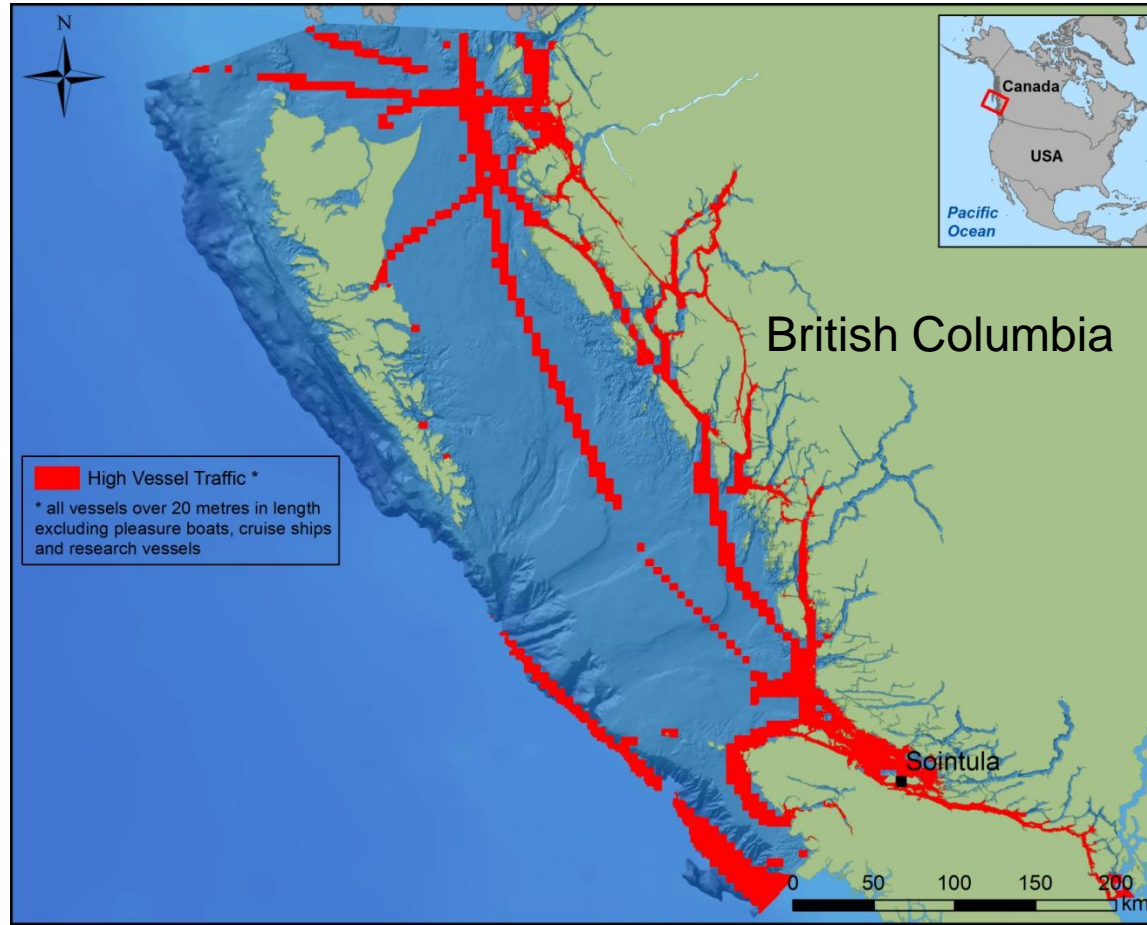 N
Canada
USA
Pacific
Ocean
British Columbia
High Vessel Traffic *
* all vessels over 20 metres in length
excluding pleasure boats, cruise ships
and research vessels
Sointula
0 50 100 150 200
km